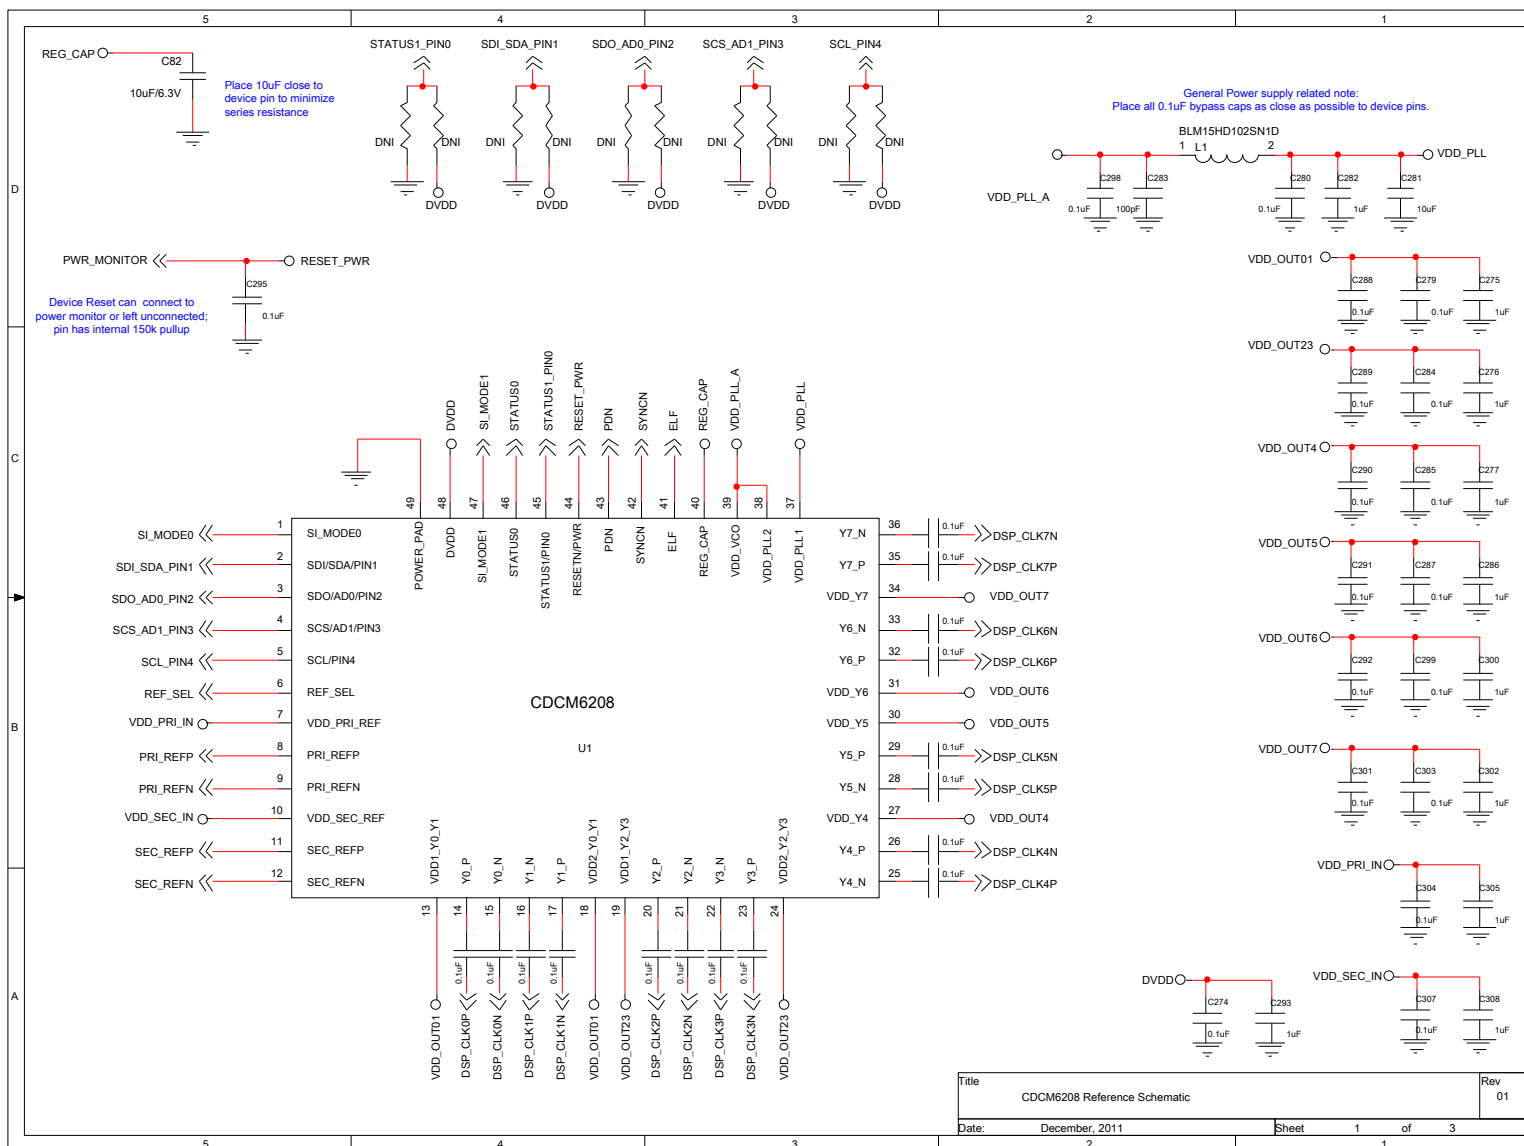 5 4 3 2 1
REG_CAP
C82
10uF/6.3V
Place 10uF close to
device pin to minimize
series resistance
STATUS1_PIN0 SDI_SDA_PIN1 SDO_AD0_PIN2 SCS_AD1_PIN3 SCL_PIN4
DNI DNI DNI DNI DNI DNI DNI DNI DNI DNI
DVDD DVDD DVDD DVDD DVDD
General Power supply related note:
Place all 0.1uF bypass caps as close as possible to device pins.
BLM15HD102SN1D
1 L1 2
VDD_PLL
C298 C283 C280 C282 C281
VDD_PLL_A
0.1uF 100pF 0.1uF 1uF 10uF
D
PWR_MONITOR
RESET_PWR
C295
0.1uF
Device Reset can connect to
power monitor or left unconnected;
pin has internal 150k pullup
VDD_OUT01
C288 C279 C275
0.1uF 0.1uF 1uF
VDD_OUT23
C289 C284 C276
0.1uF 0.1uF 1uF
VDD_OUT4
C290 C285 C277
0.1uF 0.1uF 1uF
VDD_OUT5
C291 C287 C286
0.1uF 0.1uF 1uF
VDD_OUT6
C292 C299 C300
0.1uF 0.1uF 1uF
VDD_OUT7
C301 C303 C302
0.1uF 0.1uF 1uF
VDD_PRI_IN
C304 C305
0.1uF 1uF
VDD_SEC_IN
C307 C308
0.1uF 1uF
DVDD
C274 C293
0.1uF 1uF
C
B
A
DVDD SI_MODE1 STATUS0 STATUS1_PIN0 RESET_PWR PDN SYNCN ELF REG_CAP VDD_PLL_A VDD_PLL
49 48 47 46 45 44 43 42 41 40 39 38 37
POWER_PAD DVDD SI_MODE1 STATUS0 STATUS1/PIN0 RESETN/PWR PDN SYNCN ELF REG_CAP VDD_VCO VDD_PLL2 VDD_PLL1
SI_MODE0 1 SI_MODE0
SDI_SDA_PIN1 2 SDI/SDA/PIN1
SDO_AD0_PIN2 3 SDO/AD0/PIN2
SCS_AD1_PIN3 4 SCS/AD1/PIN3
SCL_PIN4 5 SCL/PIN4
REF_SEL 6 REF_SEL
VDD_PRI_IN 7 VDD_PRI_REF
PRI_REFP 8 PRI_REFP
PRI_REFN 9 PRI_REFN
VDD_SEC_IN 10 VDD_SEC_REF
SEC_REFP 11 SEC_REFP
SEC_REFN 12 SEC_REFN
CDCM6208
U1
Y7_N 36 0.1uF DSP_CLK7N
Y7_P 35 0.1uF DSP_CLK7P
VDD_Y7 34 VDD_OUT7
Y6_N 33 0.1uF DSP_CLK6N
Y6_P 32 0.1uF DSP_CLK6P
VDD_Y6 31 VDD_OUT6
VDD_Y5 30 VDD_OUT5
Y5_P 29 0.1uF DSP_CLK5N
Y5_N 28 0.1uF DSP_CLK5P
VDD_Y4 27 VDD_OUT4
Y4_P 26 0.1uF DSP_CLK4N
Y4_N 25 0.1uF DSP_CLK4P
VDD1_Y0_Y1 Y0_P Y0_N Y1_N Y1_P VDD2_Y0_Y1 VDD1_Y2_Y3 Y2_P Y2_N Y3_N Y3_P VDD2_Y2_Y3
13 14 15 16 17 18 19 20 21 22 23 24
0.1uF 0.1uF 0.1uF 0.1uF 0.1uF 0.1uF 0.1uF 0.1uF
VDD_OUT01 DSP_CLK0P DSP_CLK0N DSP_CLK1P DSP_CLK1N VDD_OUT01 VDD_OUT23 DSP_CLK2P DSP_CLK2N DSP_CLK3P DSP_CLK3N VDD_OUT23
Title Rev
CDCM6208 Reference Schematic 01
Date: December, 2011 Sheet 1 of 3
5 4 3 2 1